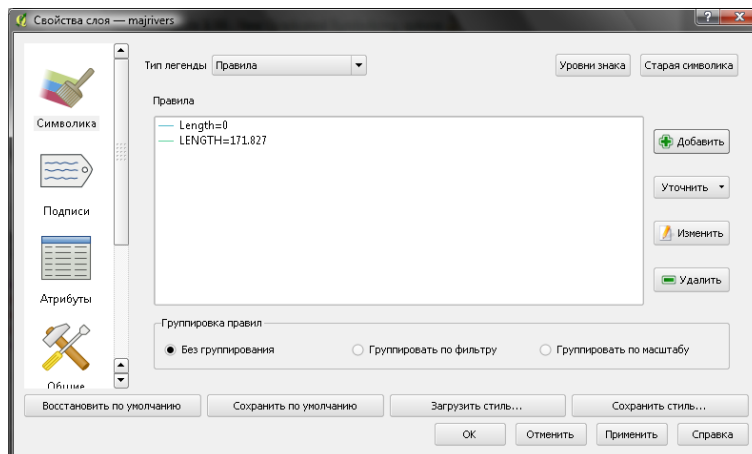 Свойства слоя — majrivers
Тип легенды Правила
Уровни знака
Старая символика
Правила
Length=0
LENGTH=171.827
Добавить
Уточнить
Изменить
Удалить
Символика
Подписи
Атрибуты
Общие
Группировка правил
Без группирования
Группировать по фильтру
Группировать по масштабу
Восстановить по умолчанию
Сохранить по умолчанию
Загрузить стиль...
Сохранить стиль...
OK
Отменить
Применить
Справка